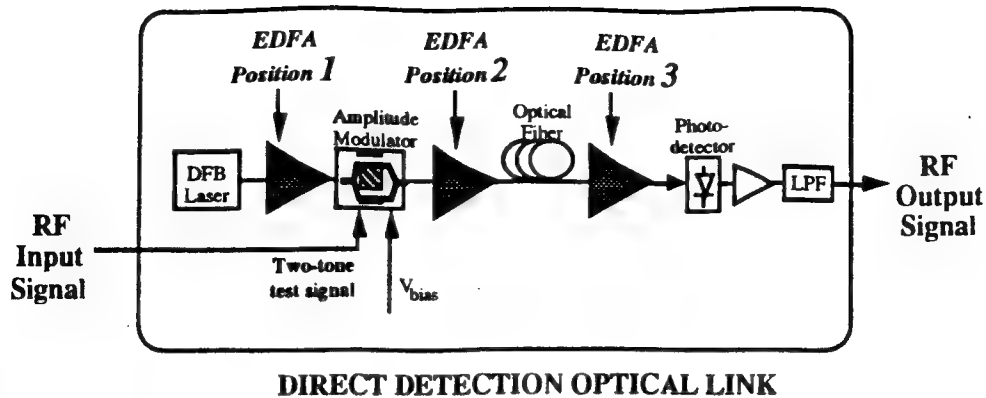 EDFA
Position 1
EDFA
Position 2
EDFA
Position 3
Amplitude
Modulator
Optical
Fiber
Photo-
detector
DFB
Laser
LPF
RF
Input
Signal
RF
Output
Signal
Two-tone
test signal
Vbias
DIRECT DETECTION OPTICAL LINK